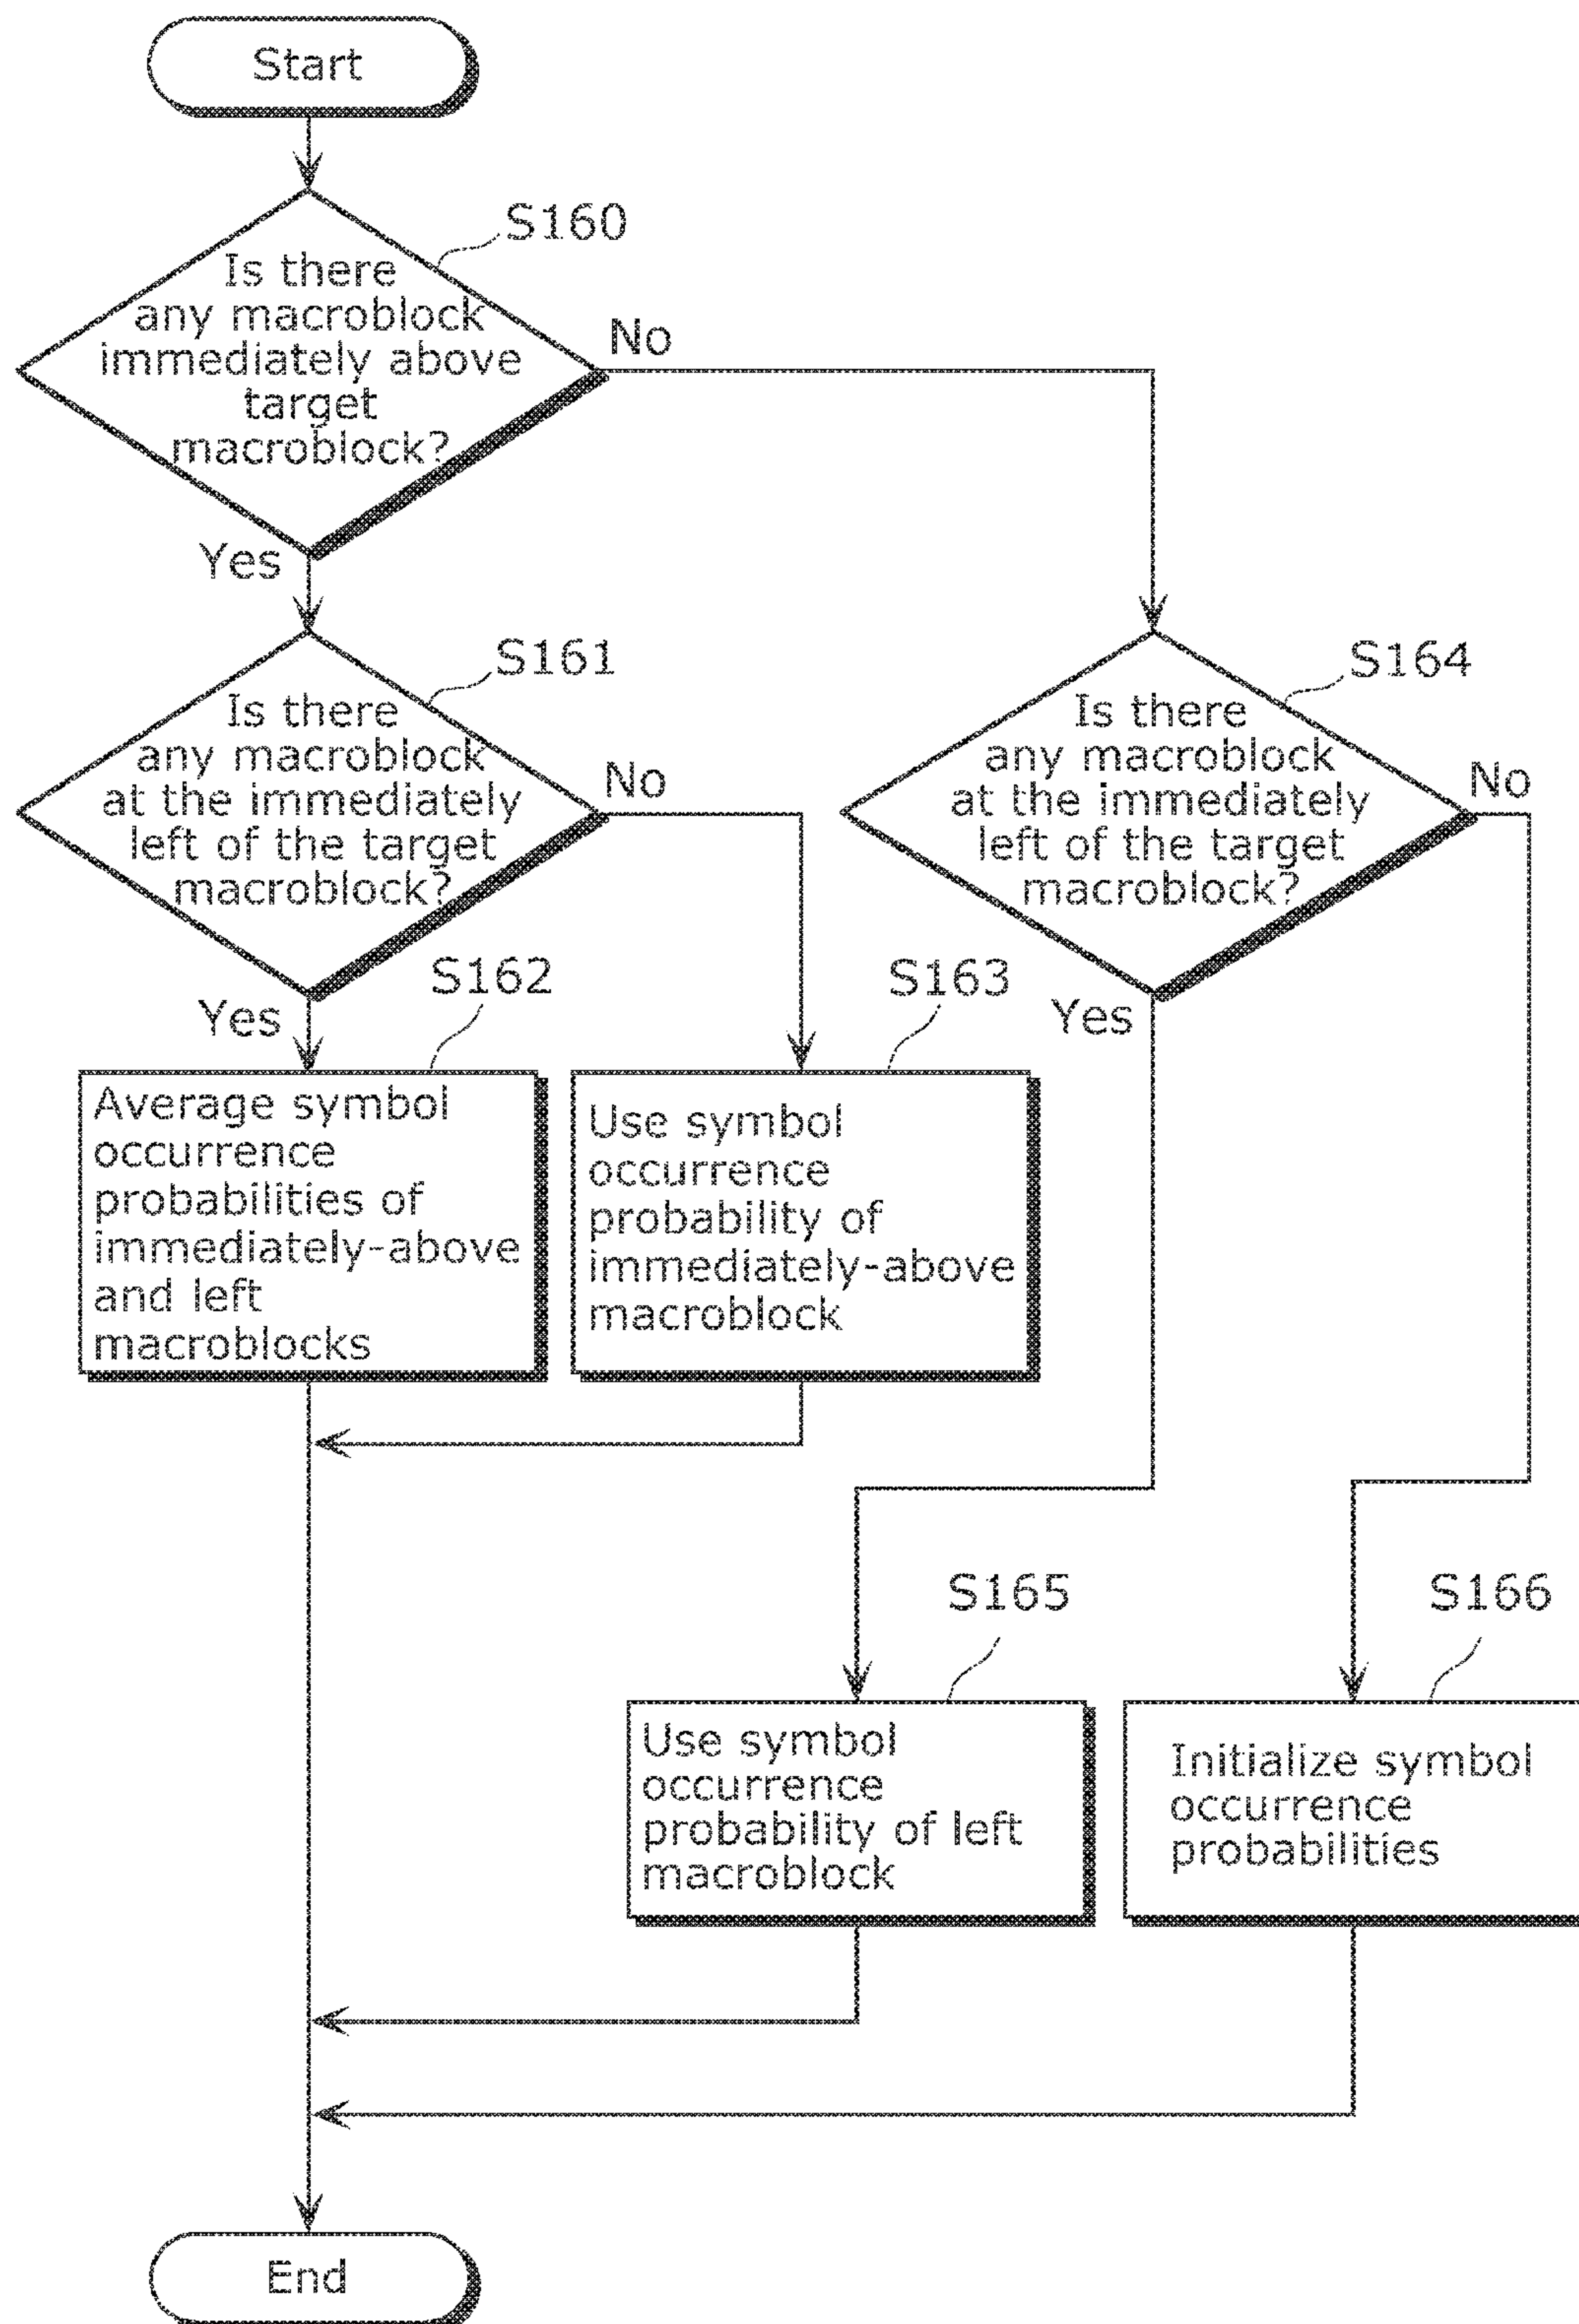 Start
S160
Is there
any macroblock
immediately above
target
macroblock?
No
Yes
S161
Is there
any macroblock
at the immediately
left of the target
macroblock?
No
Yes
S164
Is there
any macroblock
at the immediately
left of the target
macroblock?
No
Yes
S162
Average symbol
occurrence
probabilities of
immediately-above
and left
macroblocks
S163
Use symbol
occurrence
probability of
immediately-above
macroblock
S165
Use symbol
occurrence
probability of left
macroblock
S166
Initialize symbol
occurrence
probabilities
End